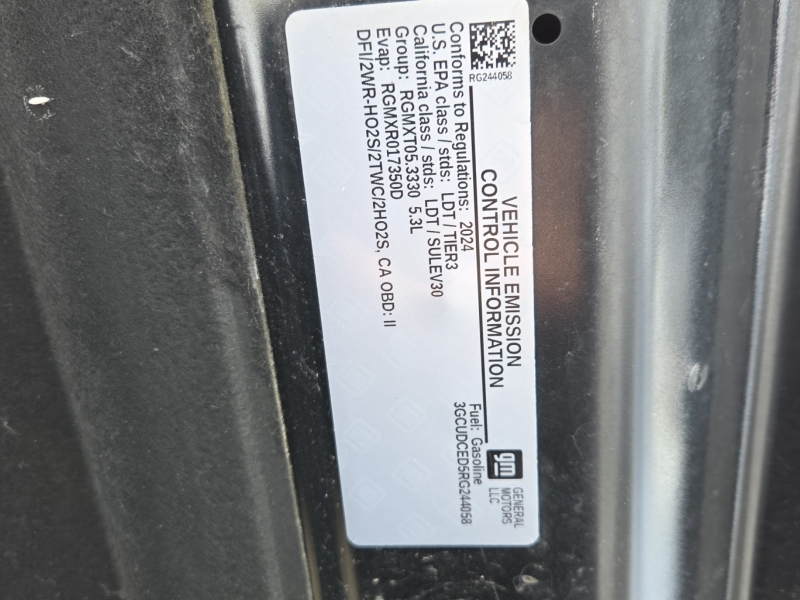 RG244058
VEHICLE EMISSION
CONTROL INFORMATION
gm
GENERAL
MOTORS
LLC
Conforms to Regulations: 2024
Fuel: Gasoline
U.S. EPA class / stds: LDT / TIER3
3GCUDCED5RG244058
California class / stds: LDT / SULEV30
Group: RGMXT05.3330 5.3L
Evap: RGMXR017350D
DFI/2WR-HO2S/2TWC/2HO2S, CA OBD: II